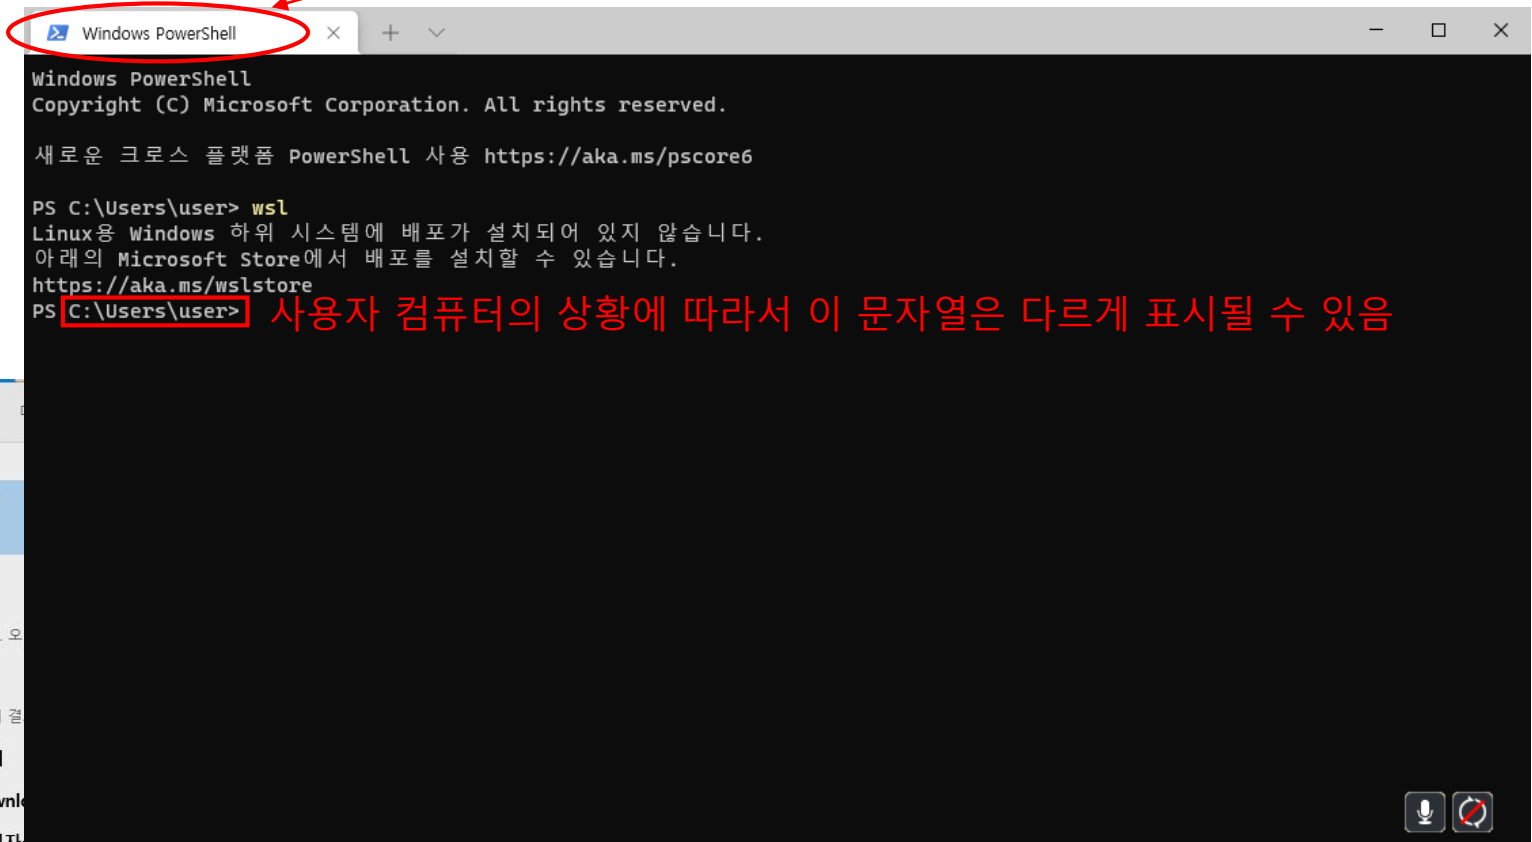 Windows PowerShell
Windows PowerShell
Copyright (C) Microsoft Corporation. All rights reserved.
새로운 크로스 플랫폼 PowerShell 사용 https://aka.ms/pscore6
PS C:\Users\user> wsl
Linux용 Windows 하위 시스템에 배포가 설치되어 있지 않습니다.
아래의 Microsoft Store에서 배포를 설치할 수 있습니다.
https://aka.ms/wslstore
PS C:\Users\user> 사용자 컴퓨터의 상황에 따라서 이 문자열은 다르게 표시될 수 있음
오
결